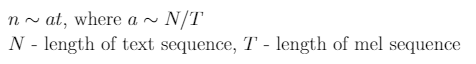 n ∼ at, where a ∼ N/T
N - length of text sequence, T - length of mel sequence